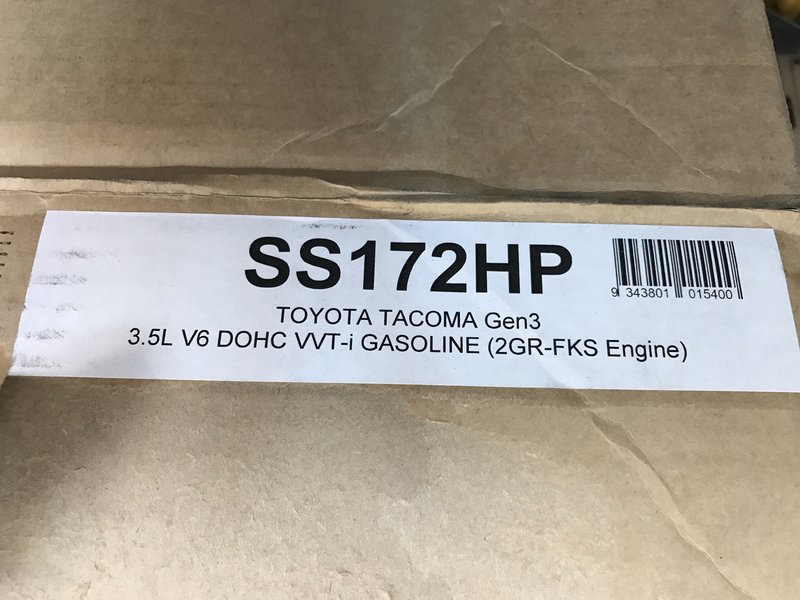 SS172HP
9 343801 015400
TOYOTA TACOMA Gen3
3.5L V6 DOHC VVT-i GASOLINE (2GR-FKS Engine)